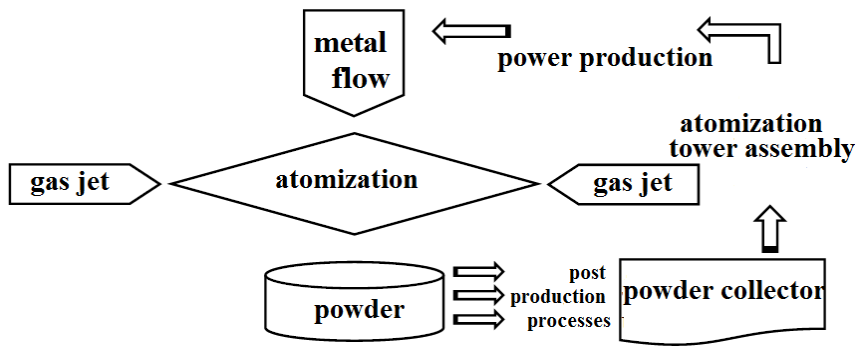 metal
flow
power production
atomization
tower assembly
gas jet
atomization
gas jet
powder
post
production
processes
powder collector